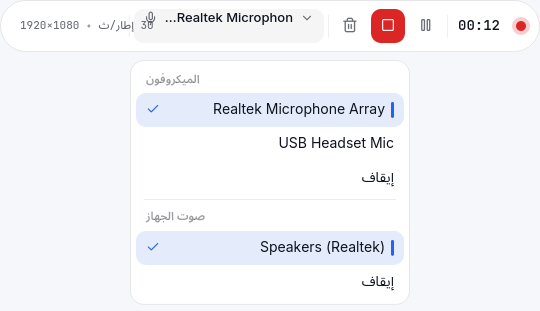 00:12
Realtek Microphon...
1920×1080 • 30 إطار/ث
الميكروفون
Realtek Microphone Array
USB Headset Mic
إيقاف
صوت الجهاز
Speakers (Realtek)
إيقاف